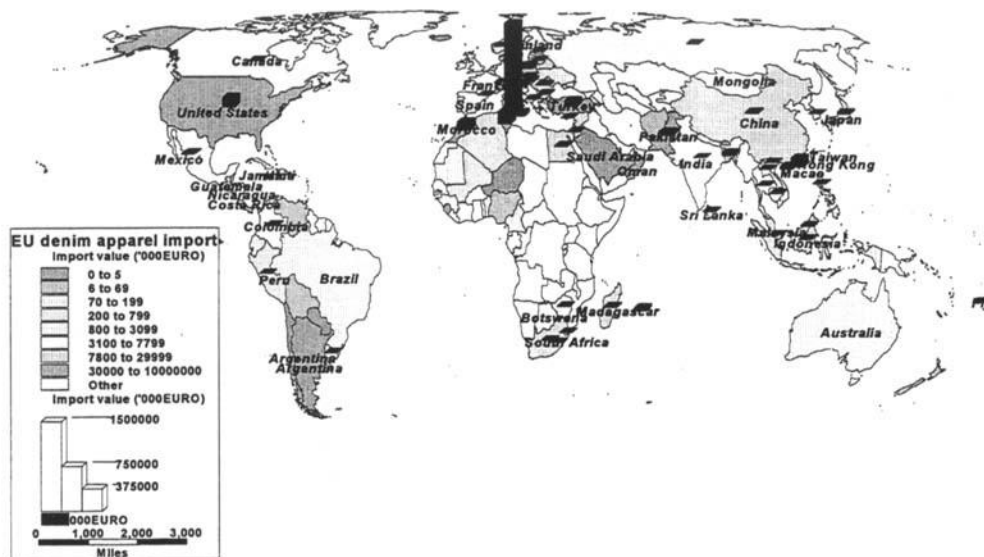 Finland
Canada
Mongolia
France
United States
Spain
Turkey
China
Japan
Morocco
Pakistan
Mexico
Saudi Arabia
India
Taiwan
Hong Kong
Oman
Macao
Guatemala
Nicaragua
Costa Rica
Sri Lanka
Colombia
Malaysia
Indonesia
Peru
Brazil
Botswana
Madagascar
Australia
South Africa
Argentina
Argentina
EU denim apparel import
Import value ('000EURO)
0 to 5
6 to 69
70 to 199
200 to 799
800 to 3099
3100 to 7799
7800 to 29999
30000 to 10000000
Other
Import value ('000EURO)
1500000
750000
375000
000EURO
0 1,000 2,000 3,000
Miles